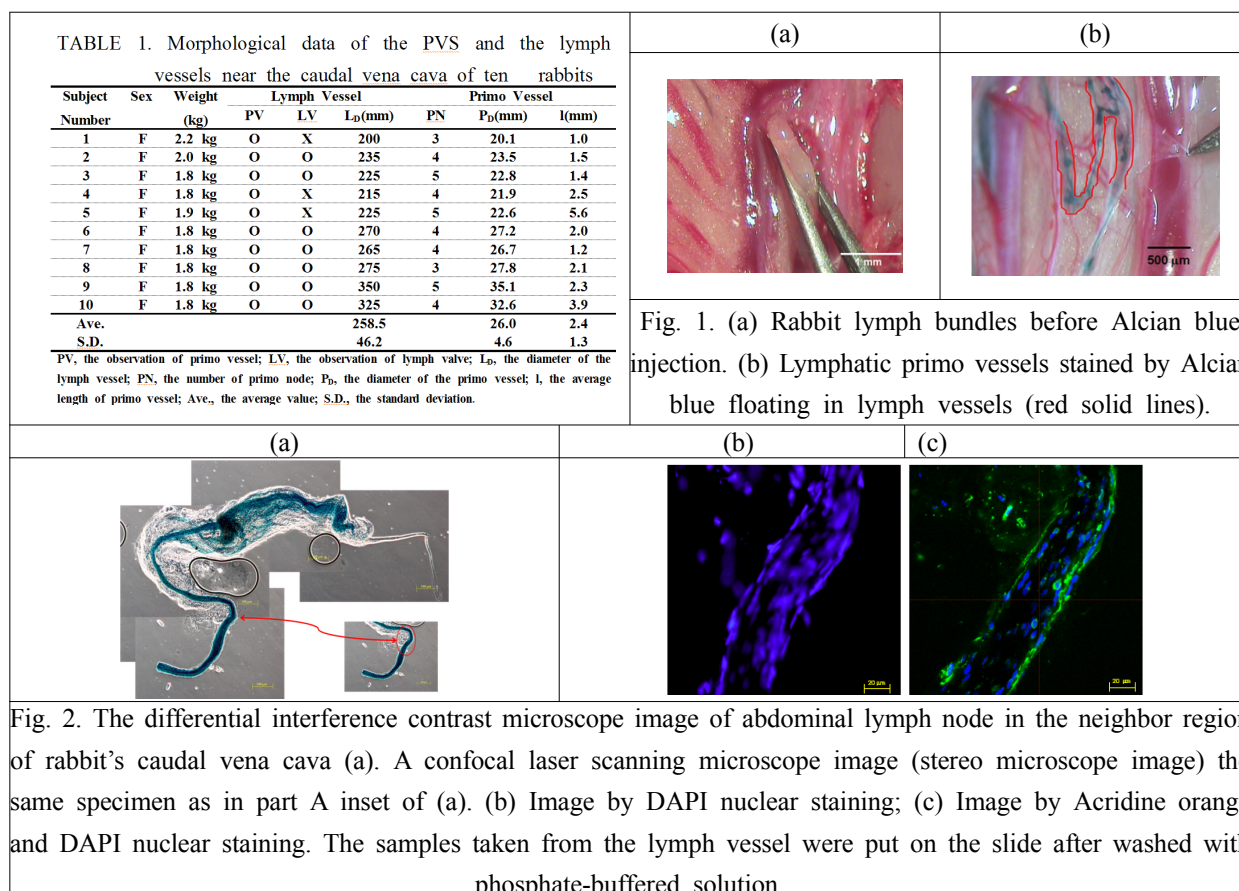 TABLE 1. Morphological data of the PVS and the lymph
vessels near the caudal vena cava of ten rabbits
Subject Sex Weight Lymph Vessel Primo Vessel
Number (kg) PV LV L_D(mm) PN P_D(mm) l(mm)
1 F 2.2 kg O X 200 3 20.1 1.0
2 F 2.0 kg O O 235 4 23.5 1.5
3 F 1.8 kg O O 225 5 22.8 1.4
4 F 1.8 kg O X 215 4 21.9 2.5
5 F 1.9 kg O X 225 5 22.6 5.6
6 F 1.8 kg O O 270 4 27.2 2.0
7 F 1.8 kg O O 265 4 26.7 1.2
8 F 1.8 kg O O 275 3 27.8 2.1
9 F 1.8 kg O O 350 5 35.1 2.3
10 F 1.8 kg O O 325 4 32.6 3.9
Ave. 258.5 26.0 2.4
S.D. 46.2 4.6 1.3
PV, the observation of primo vessel; LV, the observation of lymph valve; L_D, the diameter of the
lymph vessel; PN, the number of primo node; P_D, the diameter of the primo vessel; l, the average
length of primo vessel; Ave., the average value; S.D., the standard deviation.
(a) (b)
1 mm
500 µm
Fig. 1. (a) Rabbit lymph bundles before Alcian blue
injection. (b) Lymphatic primo vessels stained by Alcian
blue floating in lymph vessels (red solid lines).
(a) (b) (c)
20 µm
20 µm
Fig. 2. The differential interference contrast microscope image of abdominal lymph node in the neighbor region
of rabbit's caudal vena cava (a). A confocal laser scanning microscope image (stereo microscope image) the
same specimen as in part A inset of (a). (b) Image by DAPI nuclear staining; (c) Image by Acridine orang
and DAPI nuclear staining. The samples taken from the lymph vessel were put on the slide after washed with
phosphate-buffered solution